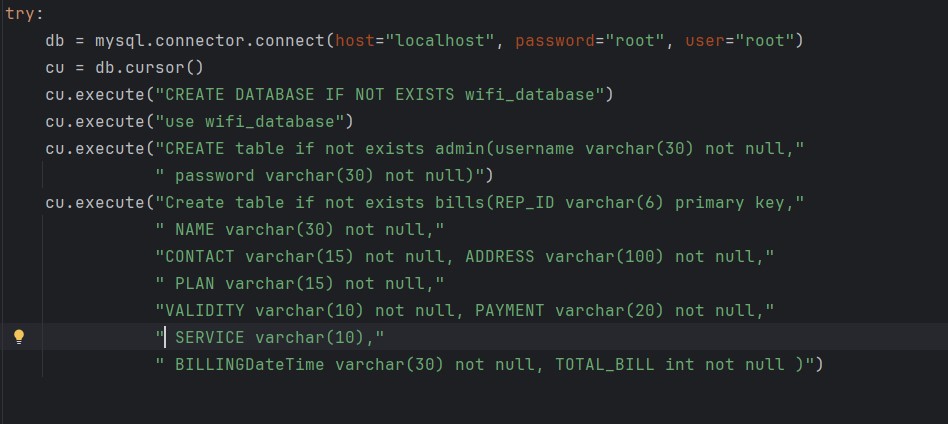 try:
db = mysql.connector.connect(host="localhost", password="root", user="root")
cu = db.cursor()
cu.execute("CREATE DATABASE IF NOT EXISTS wifi_database")
cu.execute("use wifi_database")
cu.execute("CREATE table if not exists admin(username varchar(30) not null,"
" password varchar(30) not null)")
cu.execute("Create table if not exists bills(REP_ID varchar(6) primary key,"
" NAME varchar(30) not null,"
"CONTACT varchar(15) not null, ADDRESS varchar(100) not null,"
" PLAN varchar(15) not null,"
"VALIDITY varchar(10) not null, PAYMENT varchar(20) not null,"
" SERVICE varchar(10),"
" BILLINGDateTime varchar(30) not null, TOTAL_BILL int not null )")